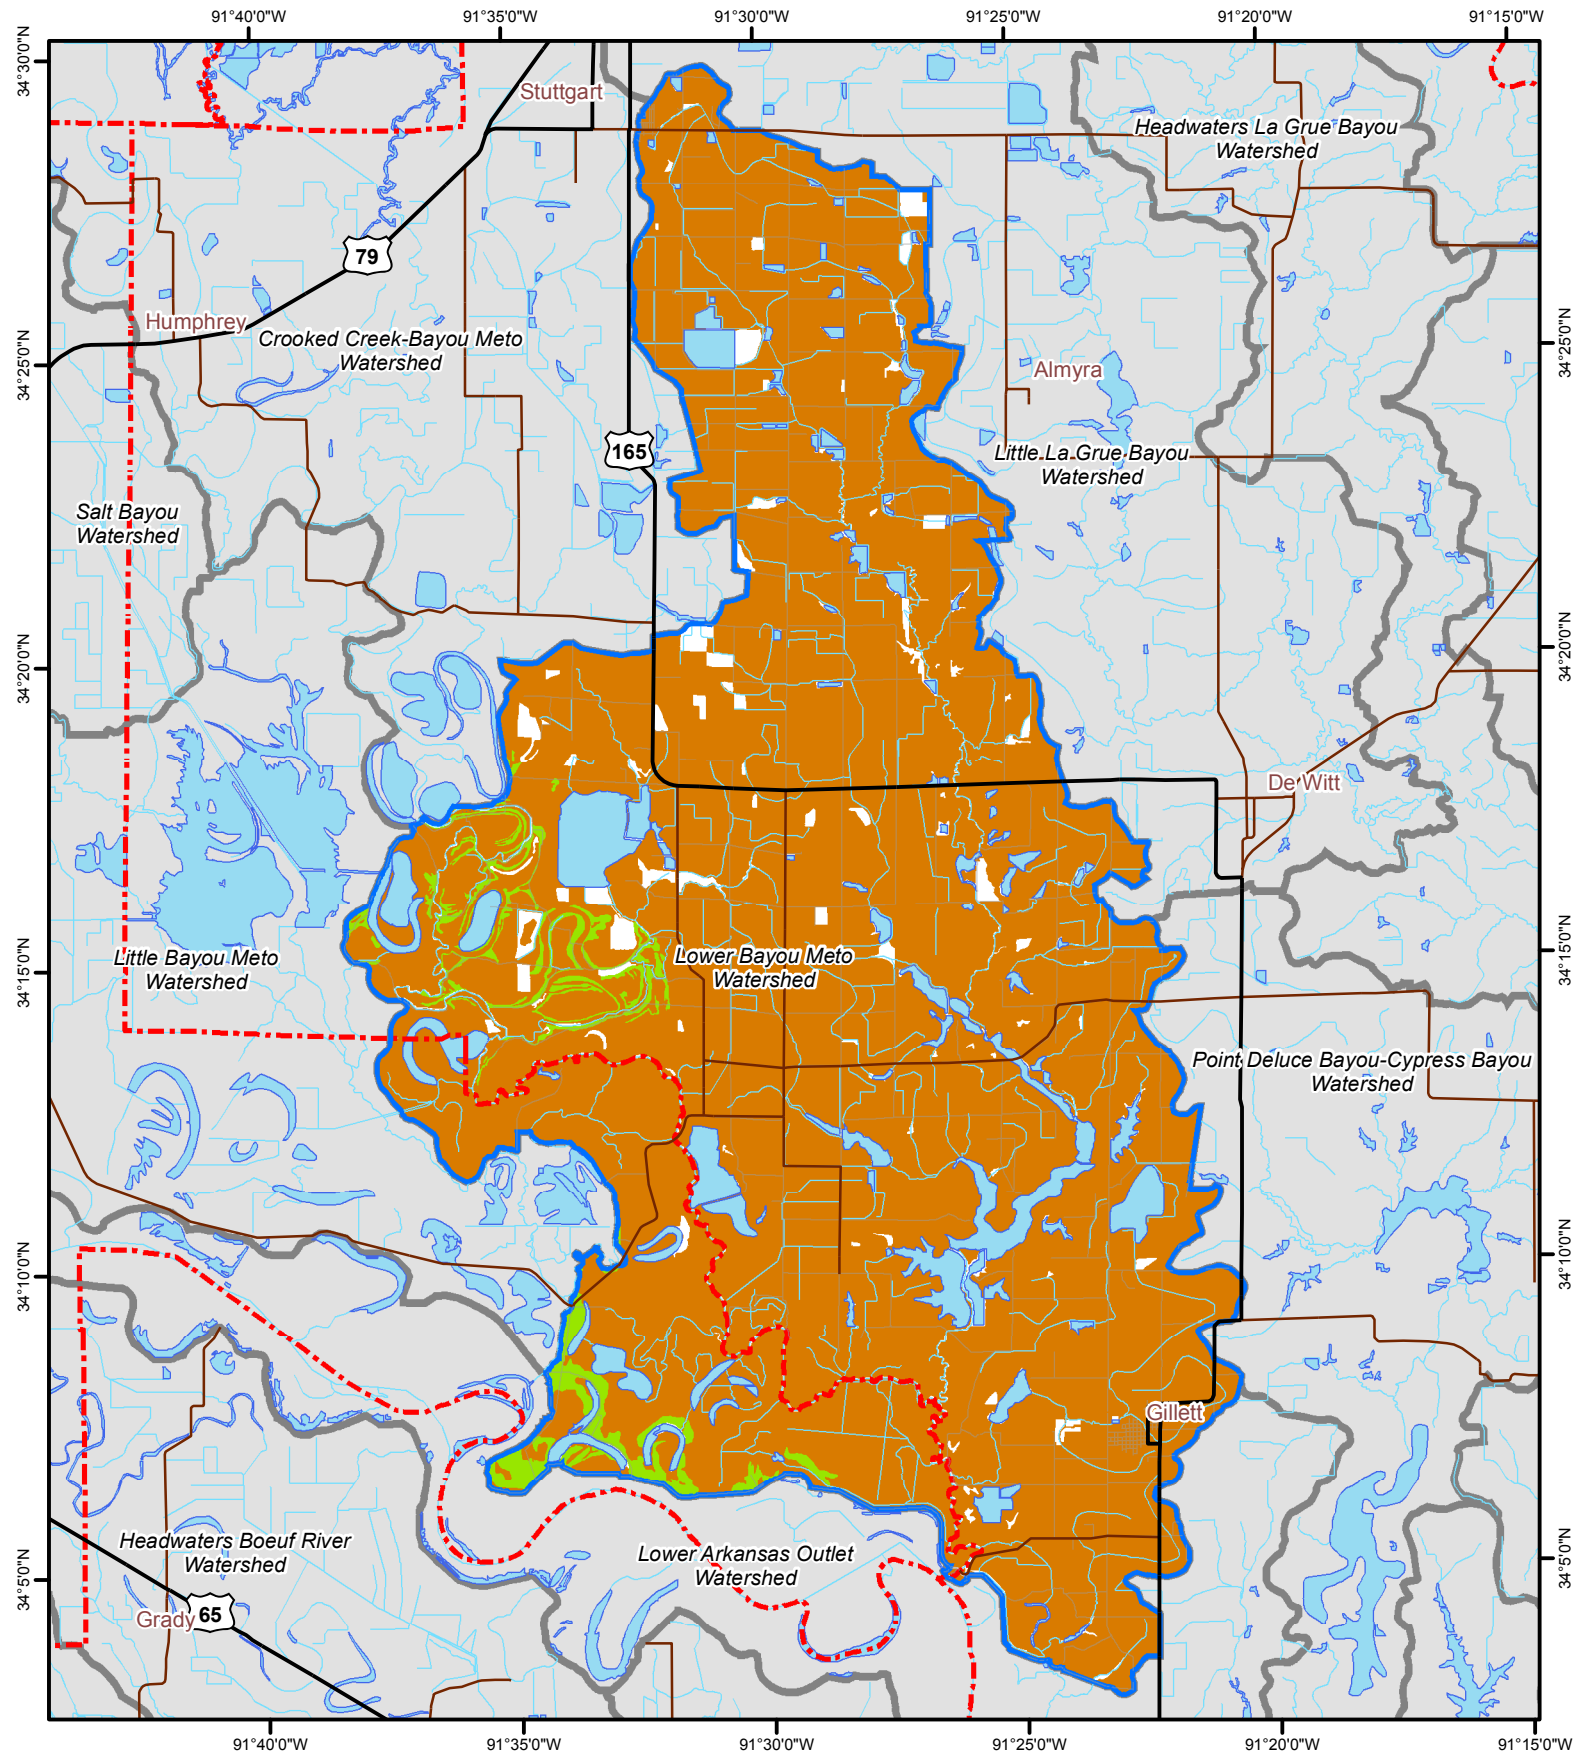 91°40'0"W 91°35'0"W 91°30'0"W 91°25'0"W 91°20'0"W 91°15'0"W
34°30'0"N
Stuttgart
Headwaters La Grue Bayou
Watershed
79
Humphrey
Crooked Creek-Bayou Meto
Watershed
34°25'0"N
34°25'0"N
Almyra
165
Little La Grue Bayou
Watershed
Salt Bayou
Watershed
34°20'0"N
34°20'0"N
De Witt
Little Bayou Meto
Watershed
Lower Bayou Meto
Watershed
34°15'0"N
34°15'0"N
Point Deluce Bayou-Cypress Bayou
Watershed
34°10'0"N
34°10'0"N
Gillett
Headwaters Boeuf River
Watershed
Lower Arkansas Outlet
Watershed
34°5'0"N
34°5'0"N
Grady
65
91°40'0"W 91°35'0"W 91°30'0"W 91°25'0"W 91°20'0"W 91°15'0"W